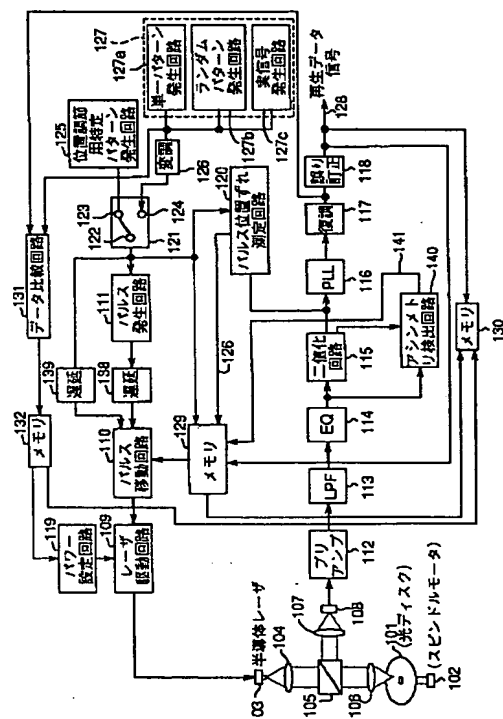 127
127a
単一パターン
発生回路
ランダムパターン
発生回路
127b
実信号
発生回路
127c
125
位置調節
用特定
パターン
発生回路
変調
126
123
122
124
121
120
パルス位置ずれ
測定回路
131
データ比較回路
132
メモリ
139
遅延
111
パルス
発生回路
138
遅延
119
パワー
設定回路
109
レーザ
駆動回路
110
パルス
移動回路
129
メモリ
126
再生データ
信号
128
118
誤り訂正
117
復調
116
PLL
141
140
アシンメト
リ検出回路
115
二値化
回路
114
EQ
113
LPF
112
プリ
アンプ
130
メモリ
03
半導体レーザ
104
105
106
107
108
101
(光ディスク)
102
(スピンドルモータ)